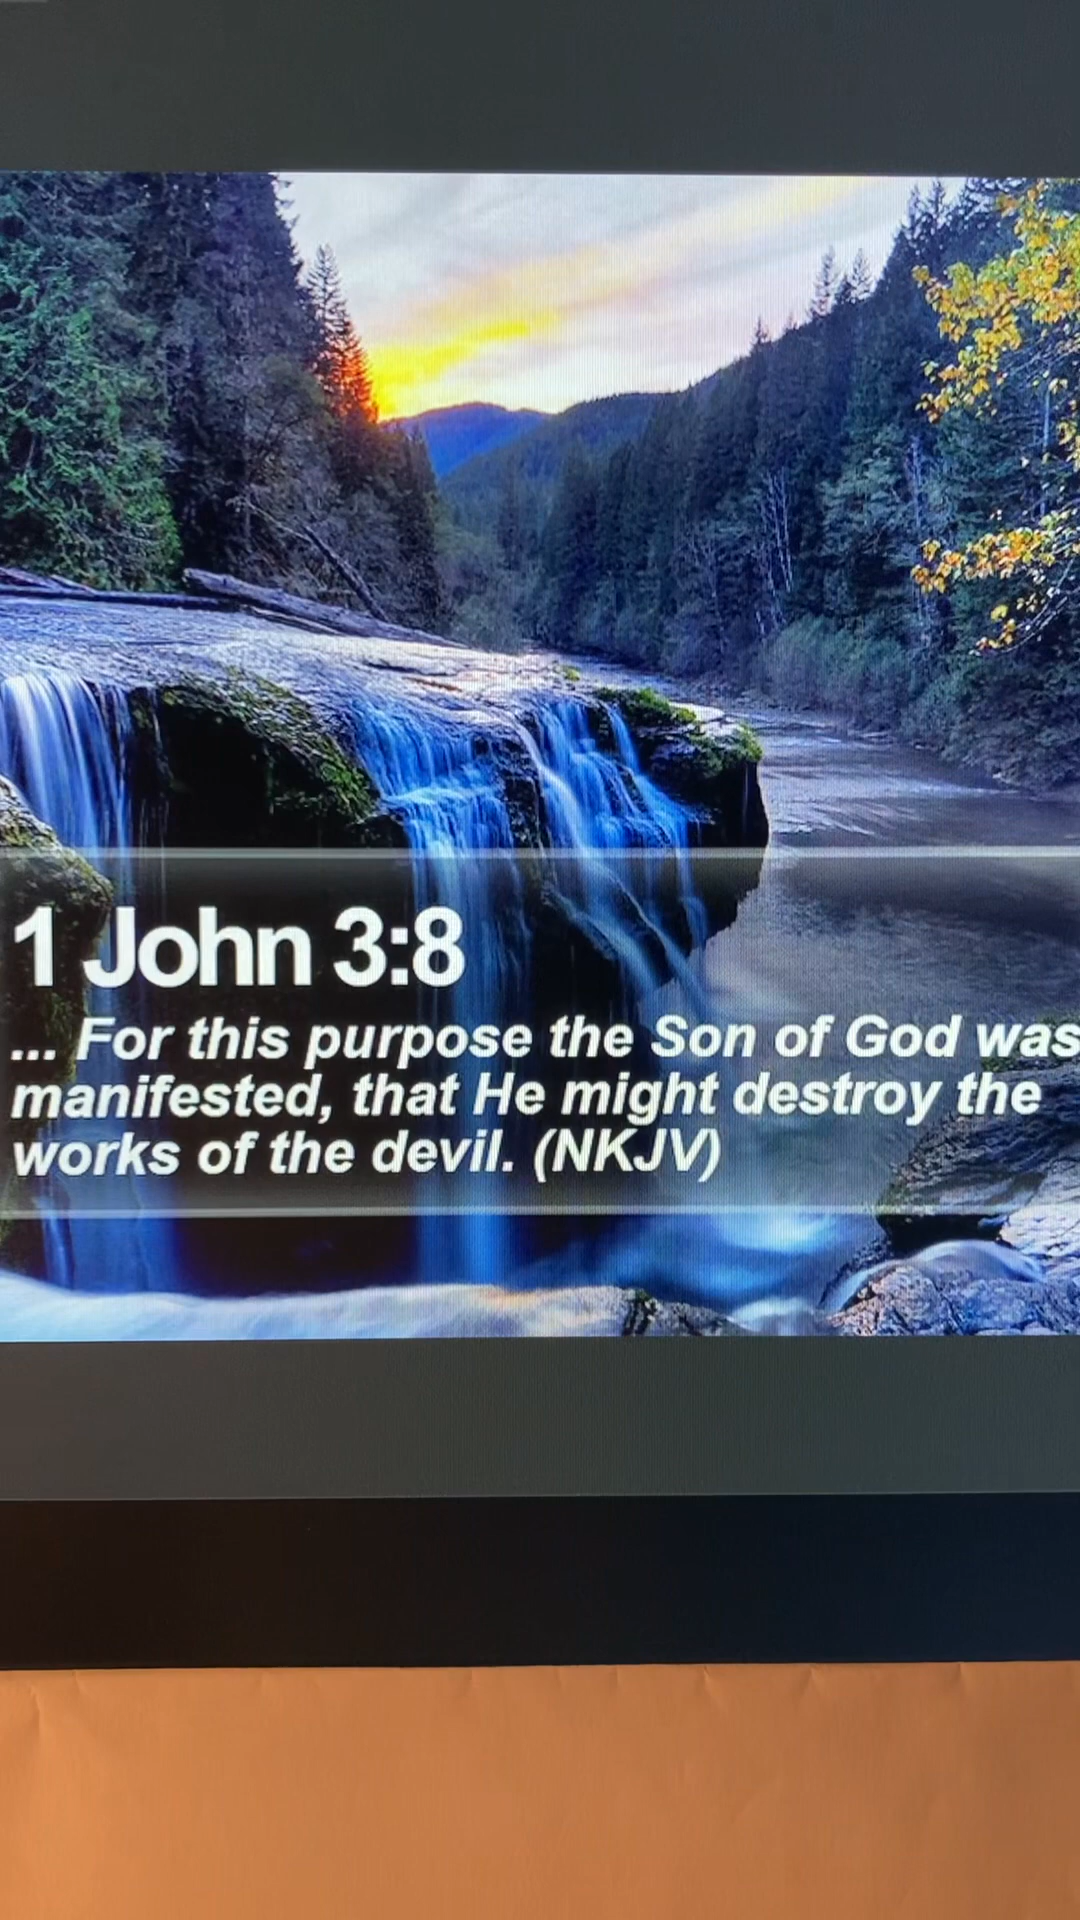 1 John 3:8
... For this purpose the Son of God was
manifested, that He might destroy the
works of the devil. (NKJV)